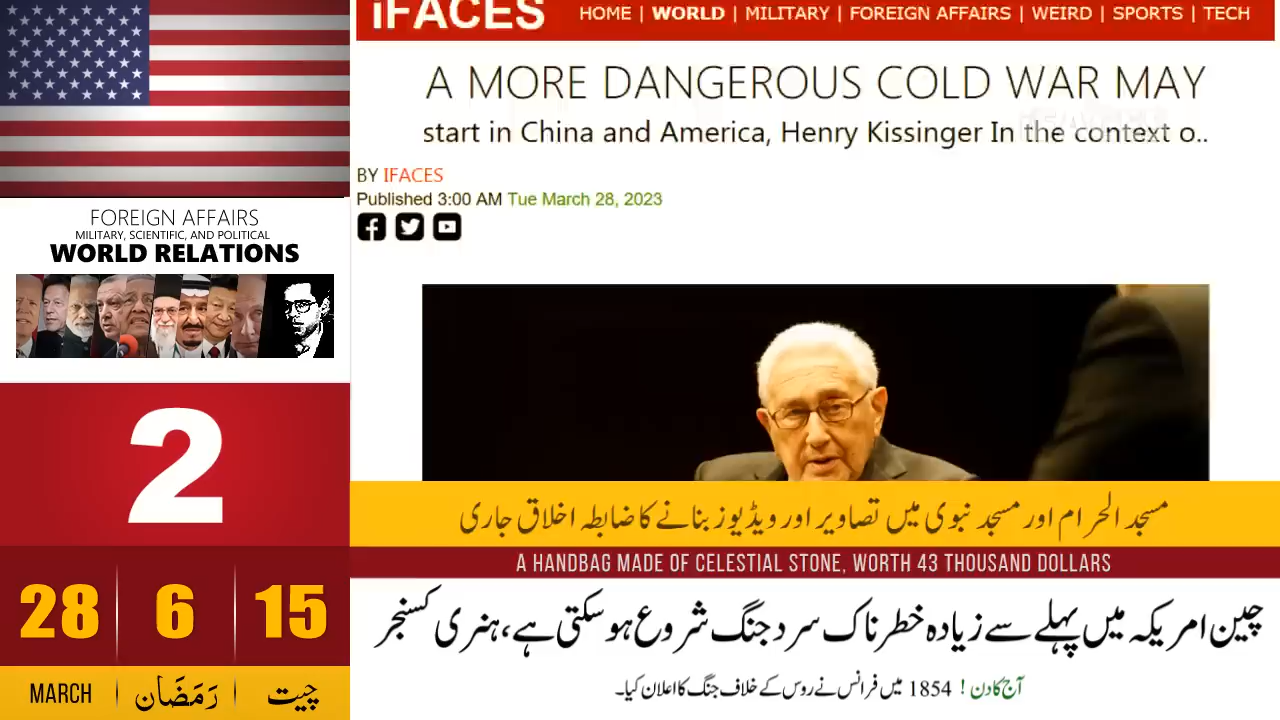 iFACES
HOME | WORLD | MILITARY | FOREIGN AFFAIRS | WEIRD | SPORTS | TECH
A MORE DANGEROUS COLD WAR MAY
start in China and America, Henry Kissinger In the context o..
BY IFACES
Published 3:00 AM Tue March 28, 2023
FOREIGN AFFAIRS
MILITARY, SCIENTIFIC, AND POLITICAL
WORLD RELATIONS
2
28 6 15
MARCH رَمَضَان چیت
مسجد الحرام اور مسجد نبوی میں تصاویر اور ویڈیوز بنانے کا ضابطہ اخلاق جاری
A HANDBAG MADE OF CELESTIAL STONE, WORTH 43 THOUSAND DOLLARS
چین امریکہ میں پہلے سے زیادہ خطرناک سرد جنگ شروع ہو سکتی ہے، ہنری کسنجر
آج کا دن ! 1854 میں فرانس نے روس کے خلاف جنگ کا اعلان کیا۔